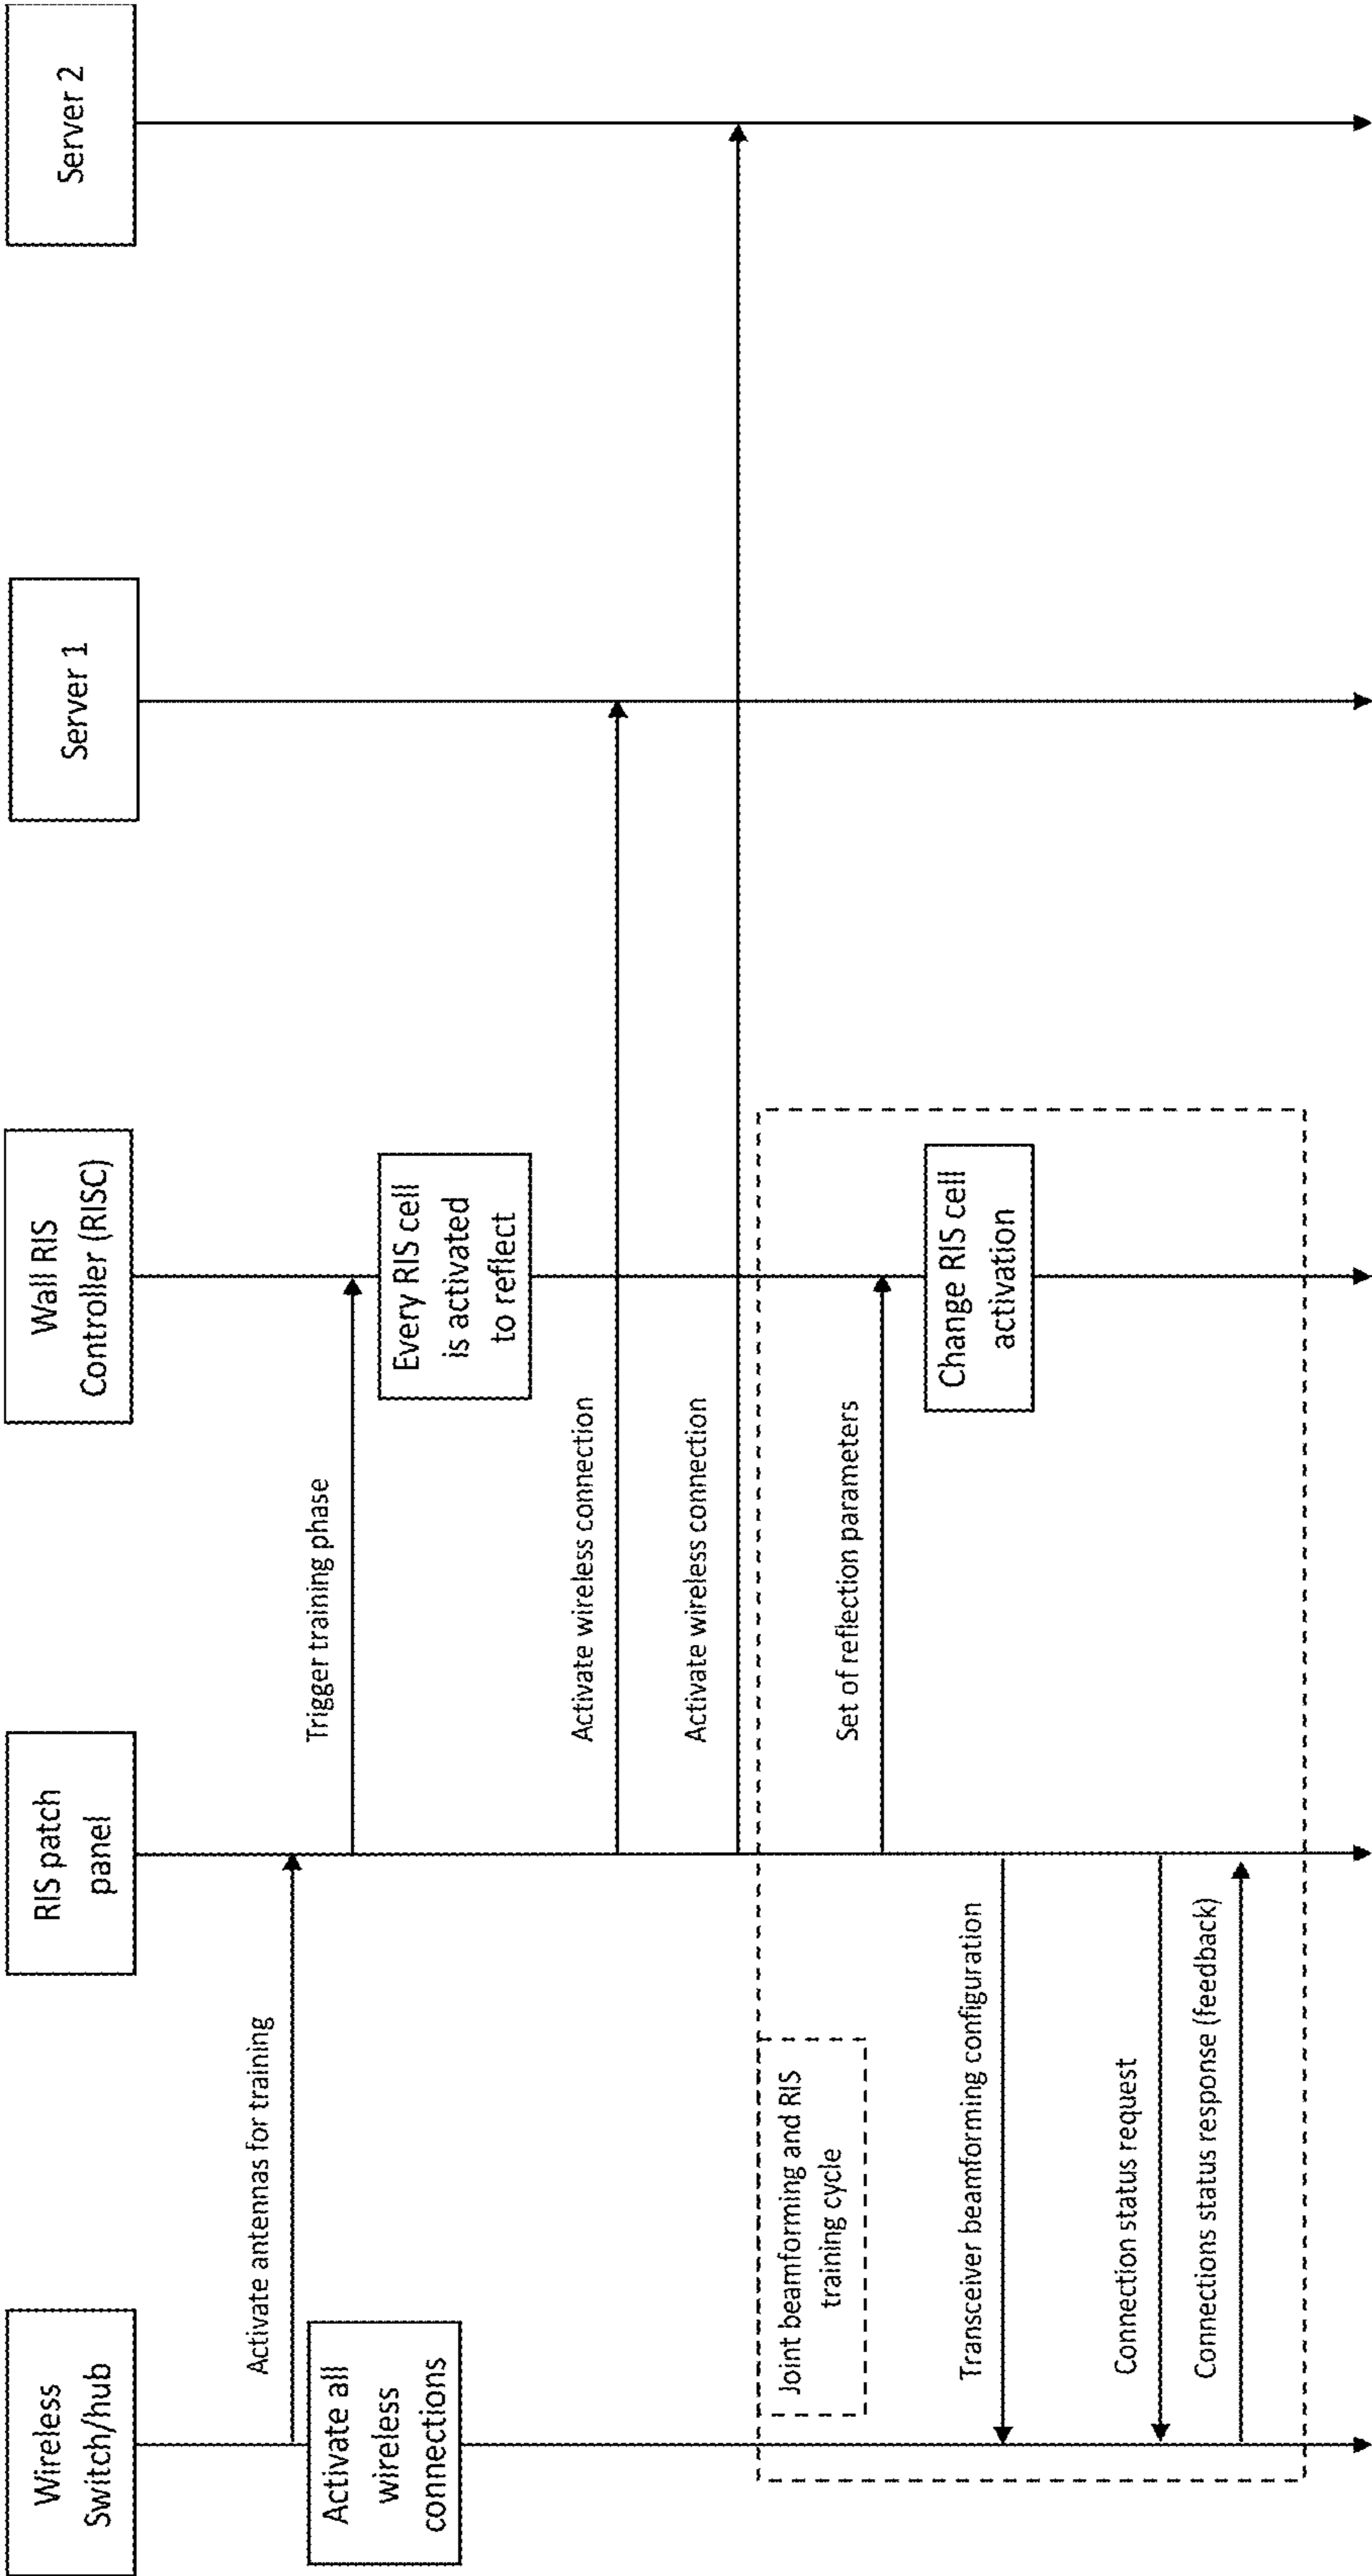 Wireless
Switch/hub
RIS patch
panel
Wall RIS
Controller (RISC)
Server 1
Server 2
Activate antennas for training
Activate all
wireless
connections
Trigger training phase
Every RIS cell
is activated
to reflect
Activate wireless connection
Activate wireless connection
Joint beamforming and RIS
training cycle
Set of reflection parameters
Change RIS cell
activation
Transceiver beamforming configuration
Connection status request
Connections status response (feedback)